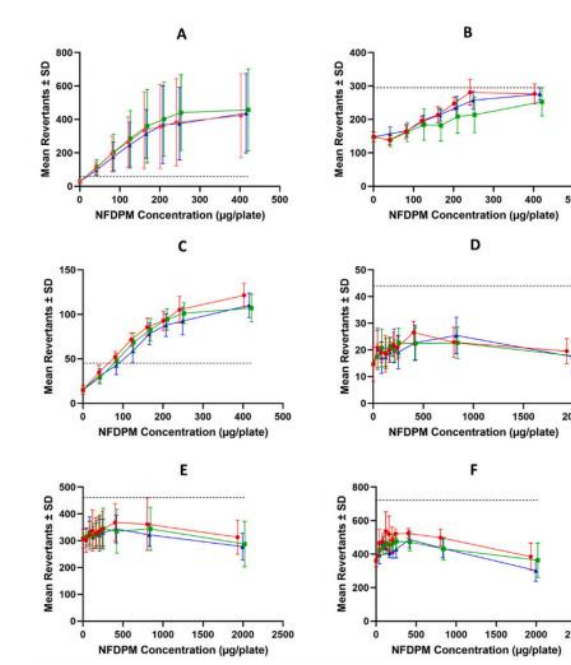 A
Mean Revertants ± SD
800
600
400
200
0
0 100 200 300 400 500
NFDPM Concentration (µg/plate)
B
Mean Revertants ± SD
400
300
200
100
0
0 100 200 300 400
NFDPM Concentration (µg/plate)
C
Mean Revertants ± SD
150
100
50
0
0 100 200 300 400 500
NFDPM Concentration (µg/plate)
D
Mean Revertants ± SD
50
40
30
20
10
0
0 500 1000 1500
NFDPM Concentration (µg/plate)
E
Mean Revertants ± SD
500
400
300
200
100
0
0 500 1000 1500 2000 2500
NFDPM Concentration (µg/plate)
F
Mean Revertants ± SD
800
600
400
200
0
0 500 1000 1500 2000
NFDPM Concentration (µg/plate)